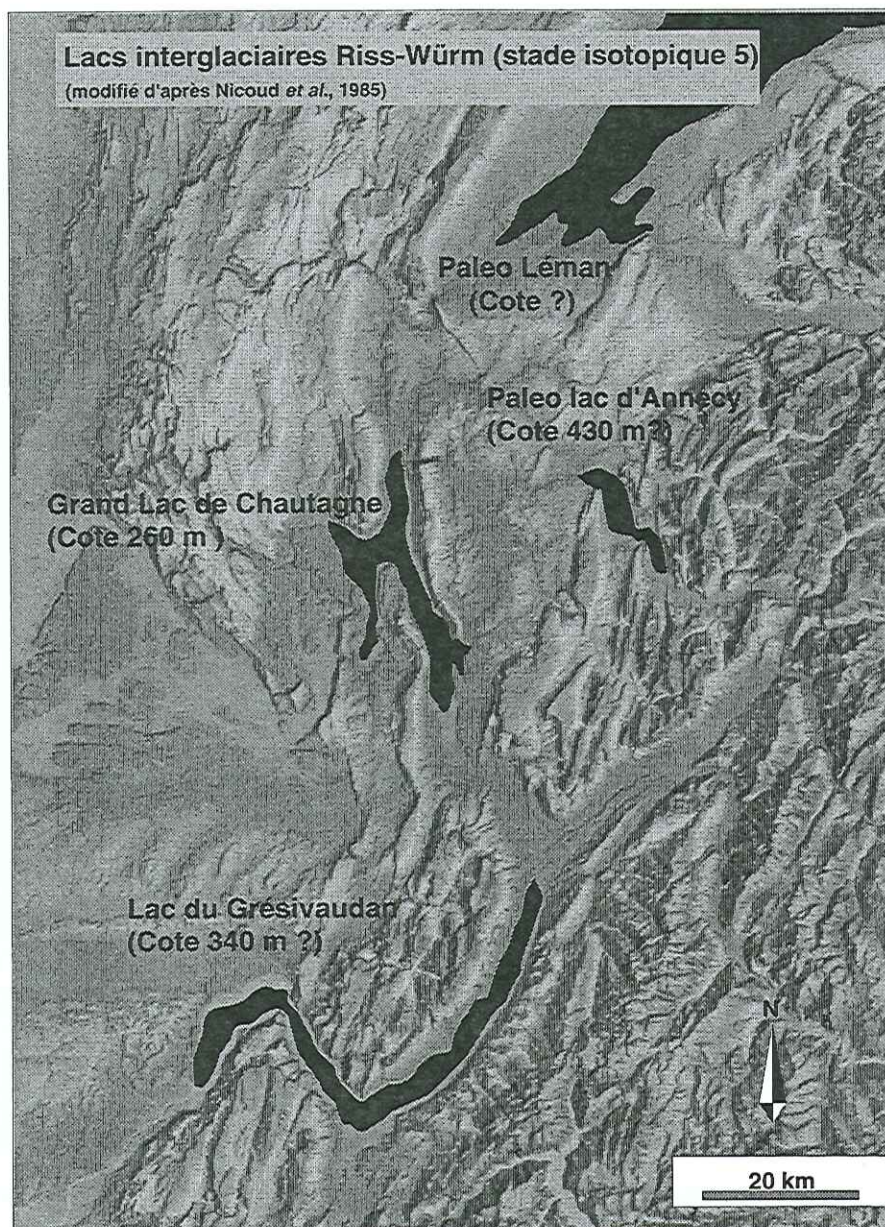 Lacs interglaciaires Riss-Würm (stade isotopique 5)
(modifié d'après Nicoud et al., 1985)
Paleo Léman
(Cote ?)
Paleo lac d'Annecy
(Cote 430 m?)
Grand Lac de Chautagne
(Cote 260 m )
Lac du Grésivaudan
(Cote 340 m ?)
N
20 km